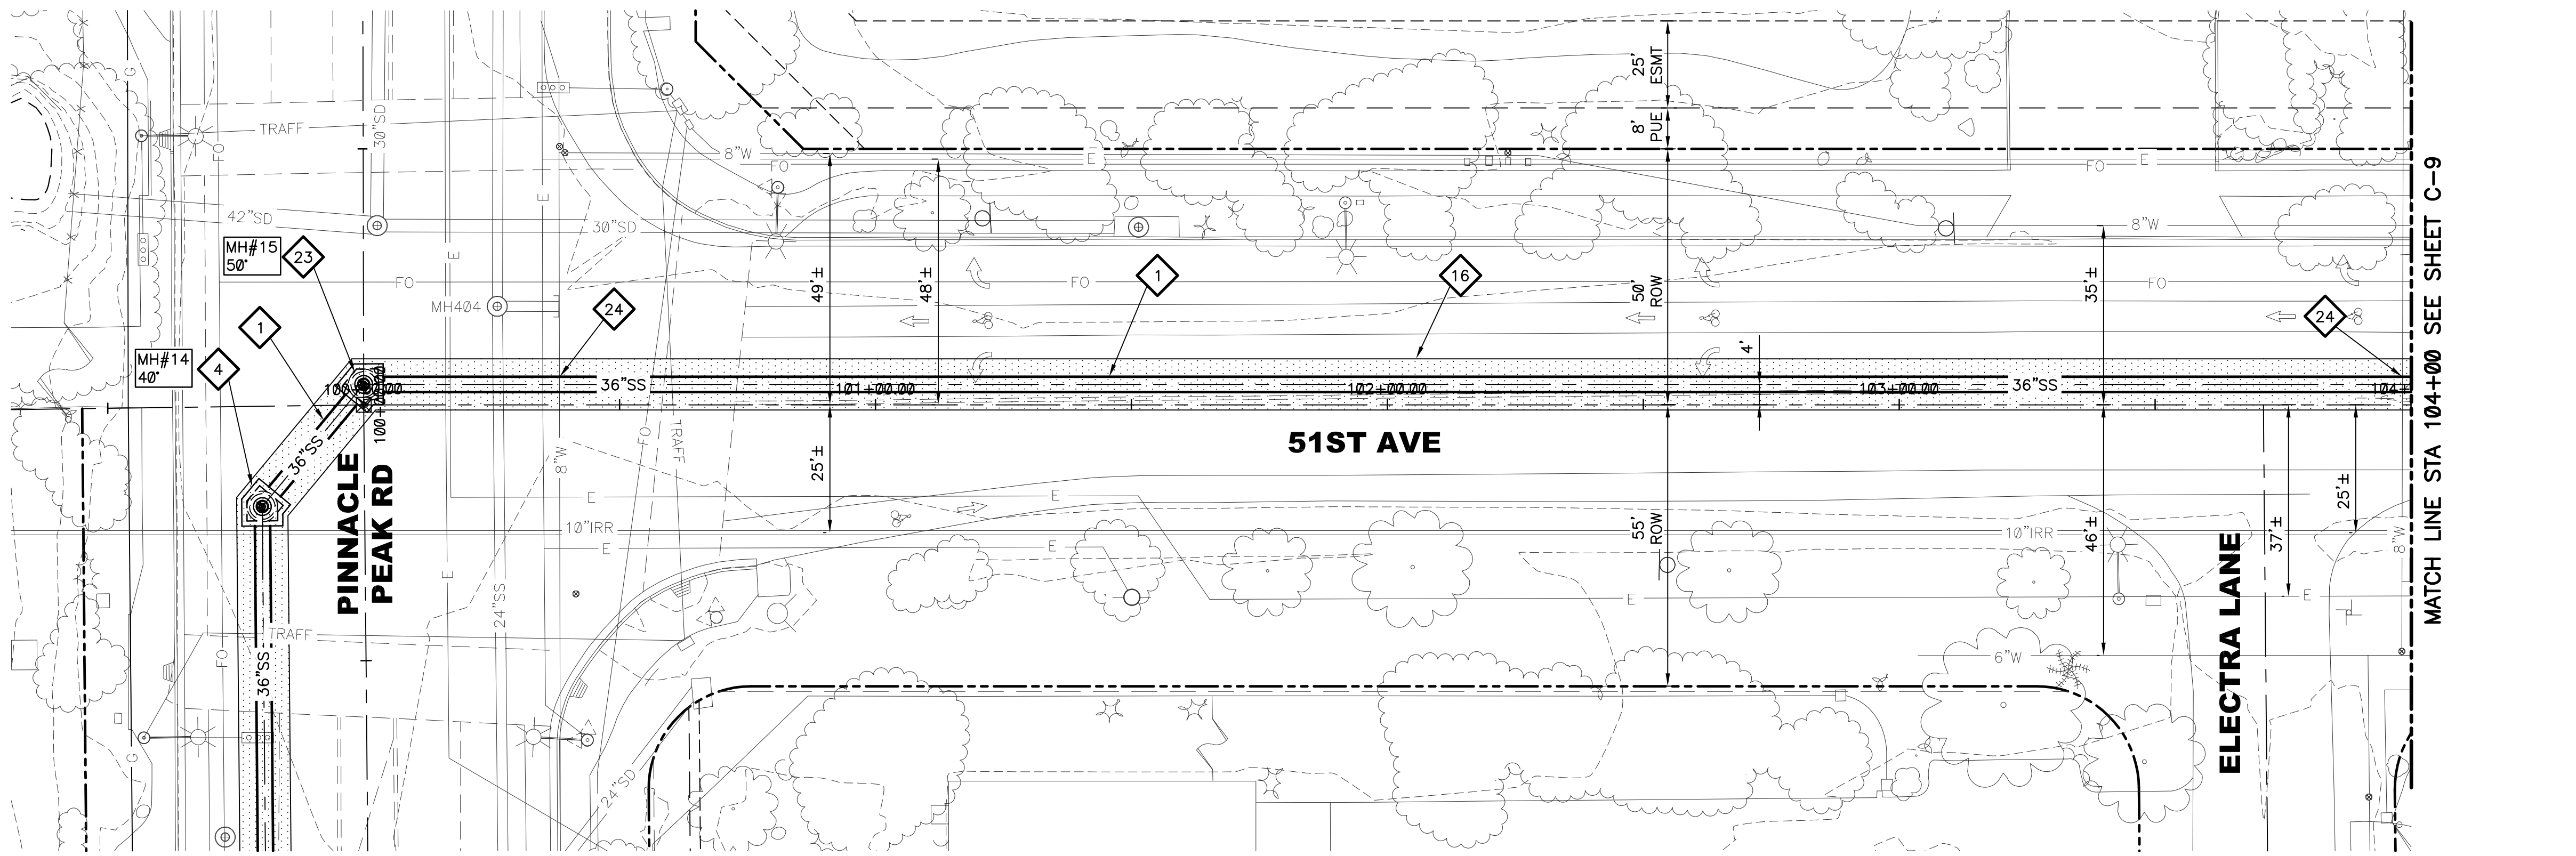 25'
ESMT
8'
PUE
G
TRAFF
30"SD
FO
8"W
FO
E
FO
E
E
42"SD
30"SD
8"W
MH#15
50°
23
E
FO
49'±
48'±
FO
1
16
50'
ROW
35'±
FO
MH404
24
24
1
MH#14
40°
4
4'
36"SS
101+00.00
102+00.00
103+00.00
36"SS
104+
100+00.00
36"SS
51ST AVE
MATCH LINE STA 104+00 SEE SHEET C-9
PINNACLE
PEAK RD
FO
TRAFF
8"W
25'±
E
E
10"IRR
E
E
55'
ROW
10"IRR
46'±
37'±
25'±
8"W
E
24"SS
E
E
TRAFF
FO
36"SS
6"W
ELECTRA LANE
G
24"SD